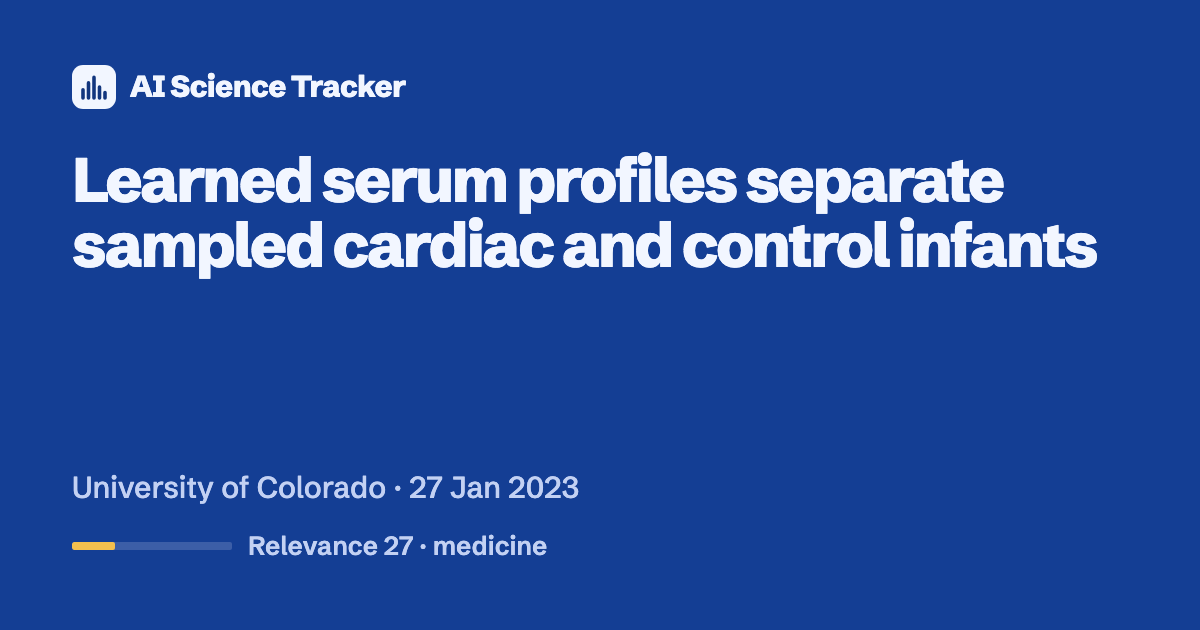 AI Science Tracker
Learned serum profiles separate
sampled cardiac and control infants
University of Colorado · 27 Jan 2023
Relevance 27 · medicine